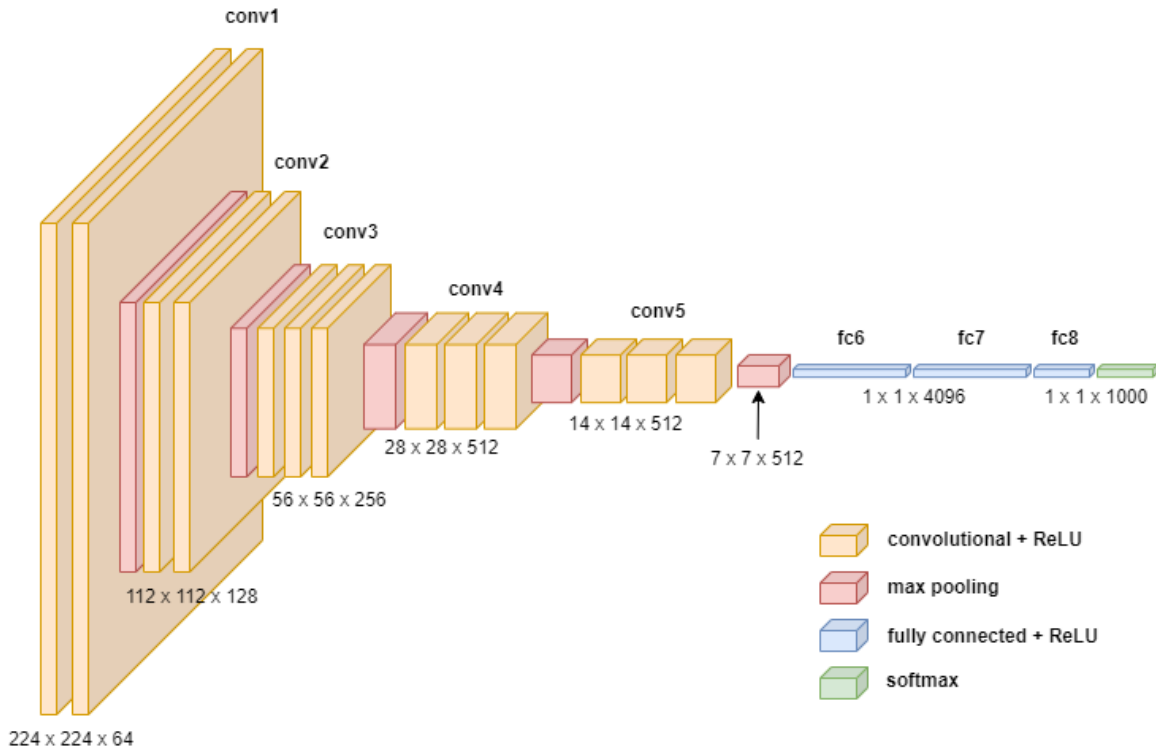 conv1
conv2
conv3
conv4
conv5
fc6
fc7
fc8
1 x 1 x 4096
1 x 1 x 1000
28 x 28 x 512
14 x 14 x 512
7 x 7 x 512
56 x 56 x 256
112 x 112 x 128
224 x 224 x 64
convolutional + ReLU
max pooling
fully connected + ReLU
softmax